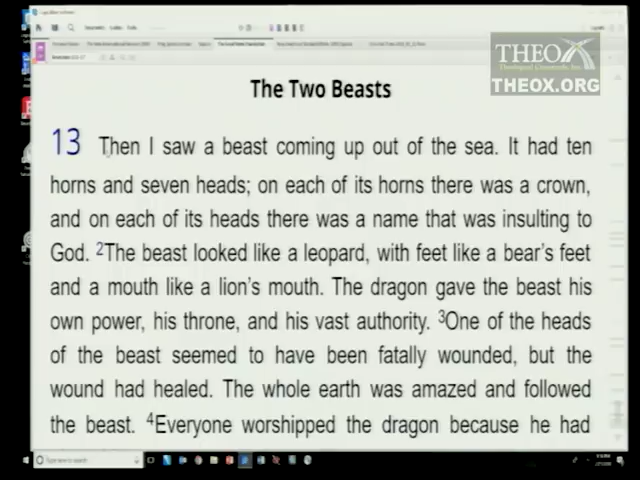 THEOX
THEOX.ORG
The Two Beasts
13 Then I saw a beast coming up out of the sea. It had ten
horns and seven heads; on each of its horns there was a crown,
and on each of its heads there was a name that was insulting to
God. 2The beast looked like a leopard, with feet like a bear's feet
and a mouth like a lion's mouth. The dragon gave the beast his
own power, his throne, and his vast authority. 3One of the heads
of the beast seemed to have been fatally wounded, but the
wound had healed. The whole earth was amazed and followed
the beast. 4Everyone worshipped the dragon because he had
Type here to search